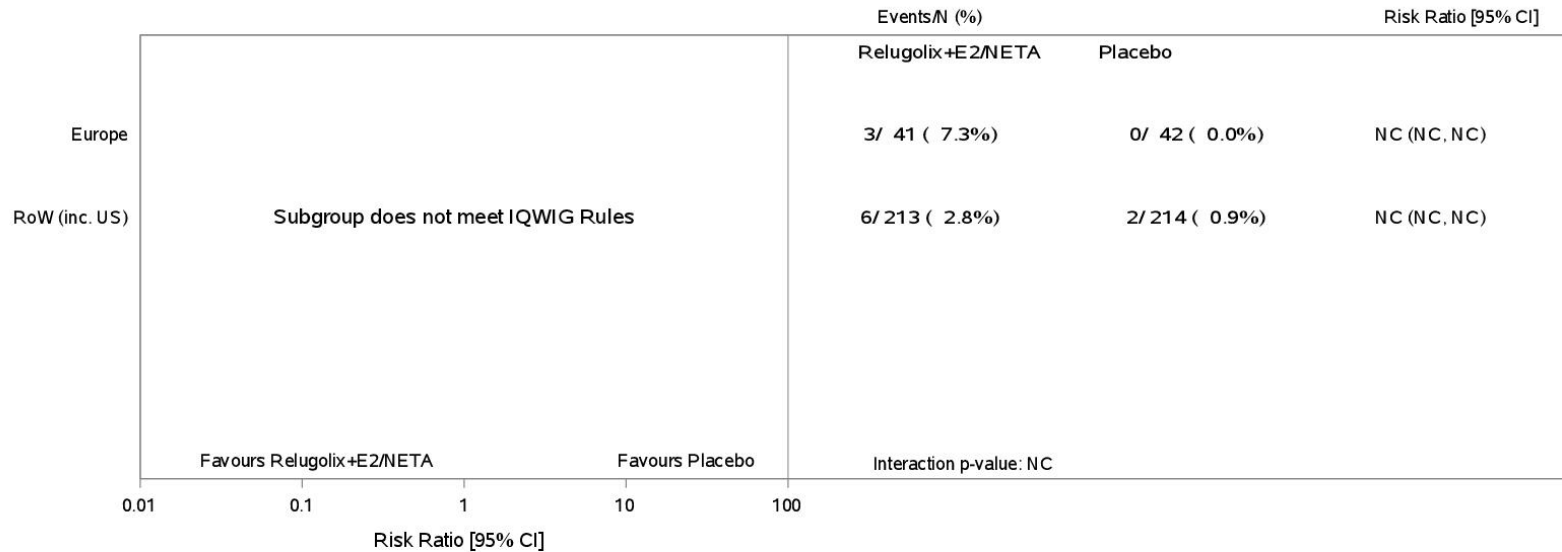 Events/N (%) Risk Ratio [95% CI]
Relugolix+E2/NETA Placebo
Europe 3/ 41 ( 7.3%) 0/ 42 ( 0.0%) NC (NC, NC)
RoW (inc. US) Subgroup does not meet IQWIG Rules 6/ 213 ( 2.8%) 2/ 214 ( 0.9%) NC (NC, NC)
Favours Relugolix+E2/NETA Favours Placebo Interaction p-value: NC
0.01 0.1 1 10 100
Risk Ratio [95% CI]